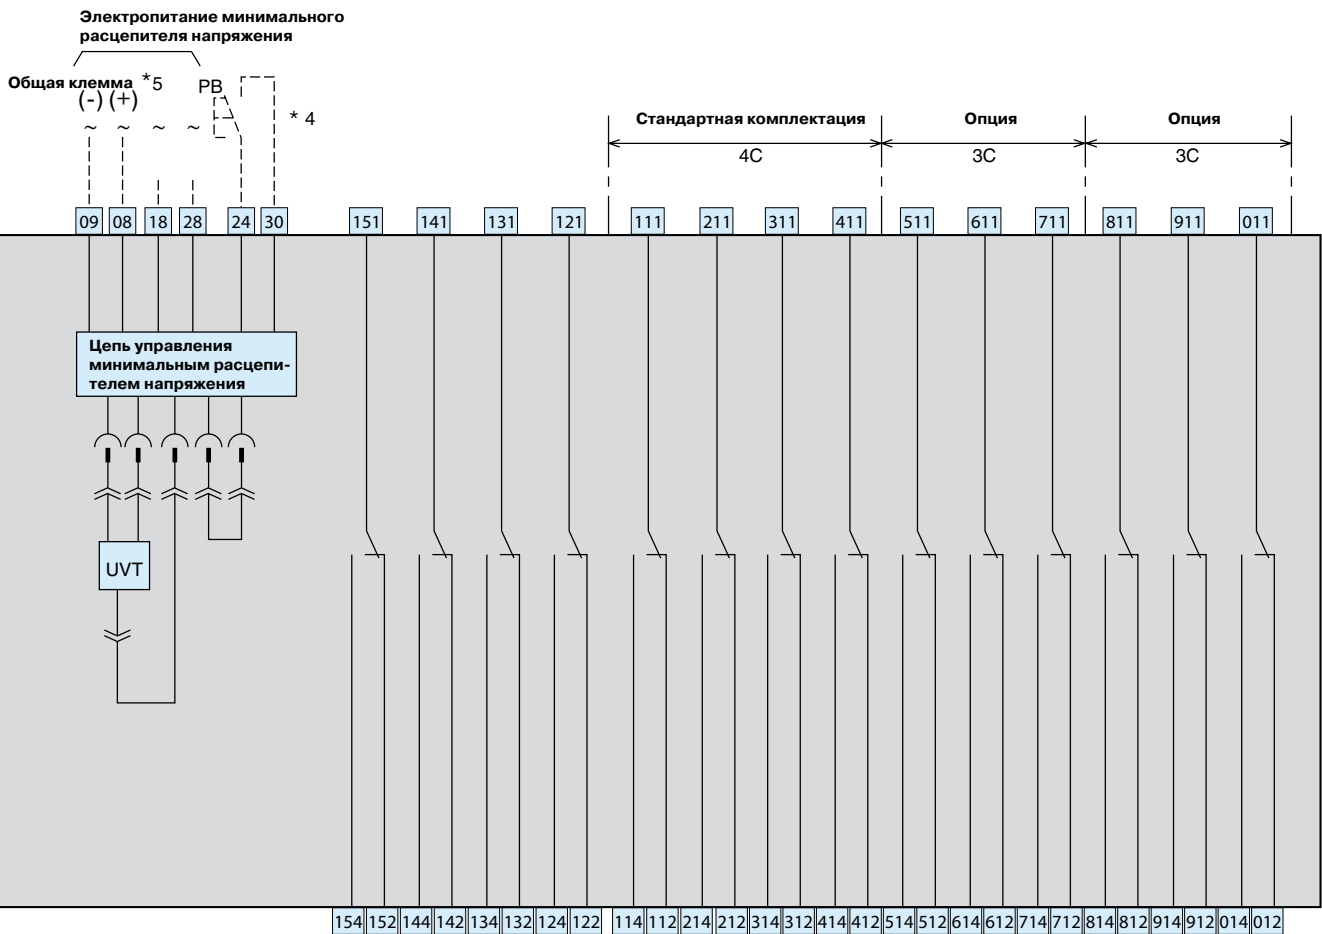 Электропитание минимального
расцепителя напряжения
Общая клемма *5
(-) (+)
~ ~ ~ ~
PB
* 4
Стандартная комплектация Опция Опция
4C 3C 3C
09 08 18 28 24 30 151 141 131 121 111 211 311 411 511 611 711 811 911 011
Цепь управления
минимальным расцепи-
телем напряжения
UVT
154 152 144 142 134 132 124 122 114 112 214 212 314 312 414 412 514 512 614 612 714 712 814 812 914 912 014 012